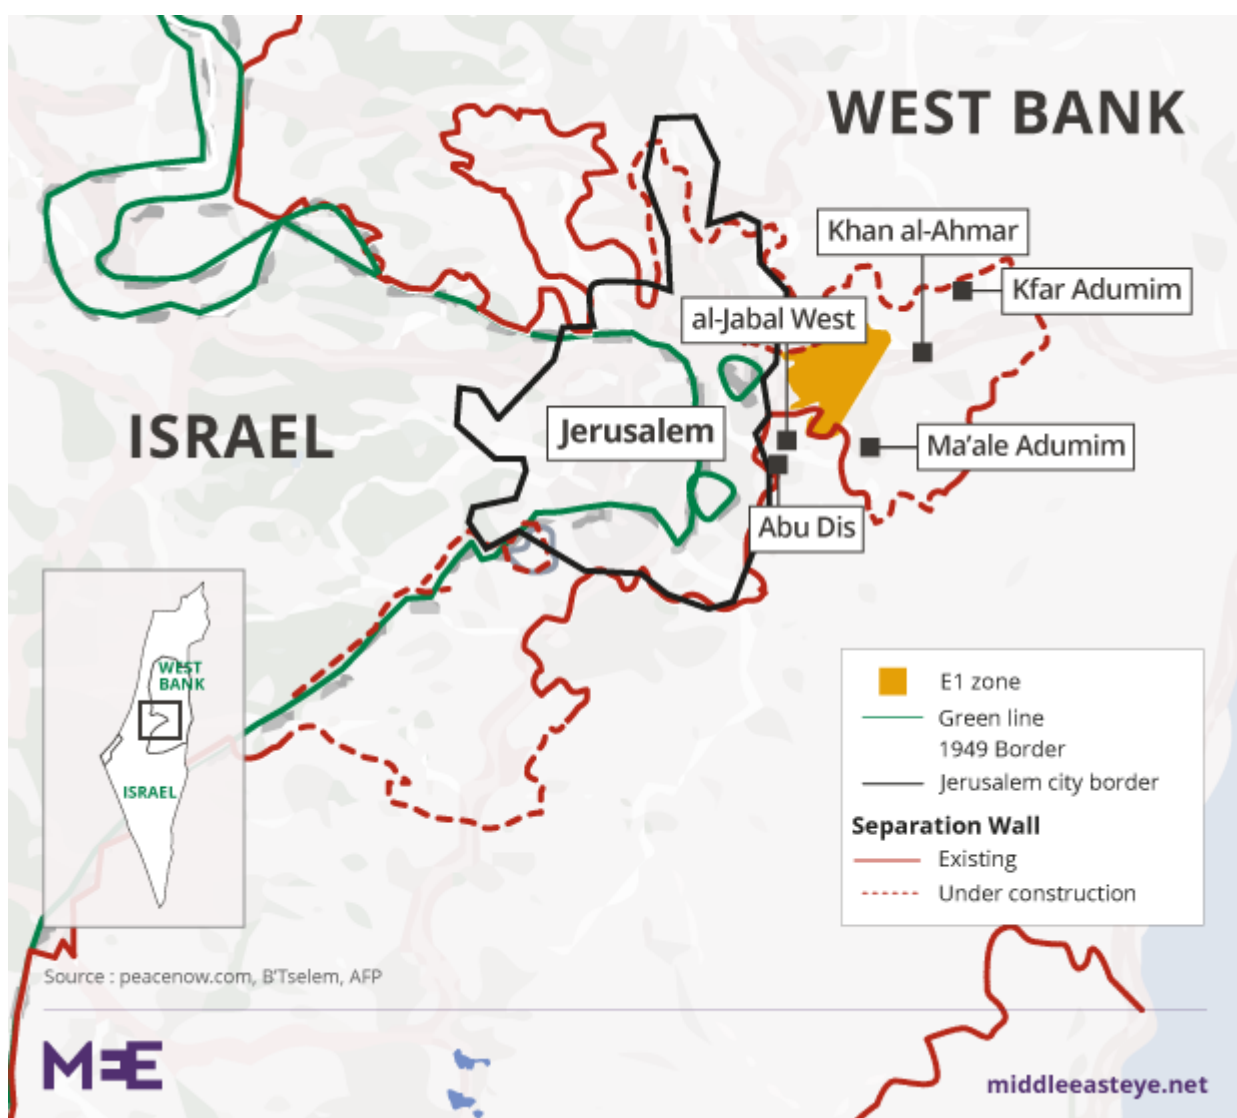 WEST BANK
Khan al-Ahmar
Kfar Adumim
al-Jabal West
ISRAEL
Jerusalem
Ma'ale Adumim
Abu Dis
WEST
BANK
ISRAEL
E1 zone
Green line
1949 Border
Jerusalem city border
Separation Wall
Existing
Under construction
Source : peacenow.com, B'Tselem, AFP
MEE
middleeasteye.net